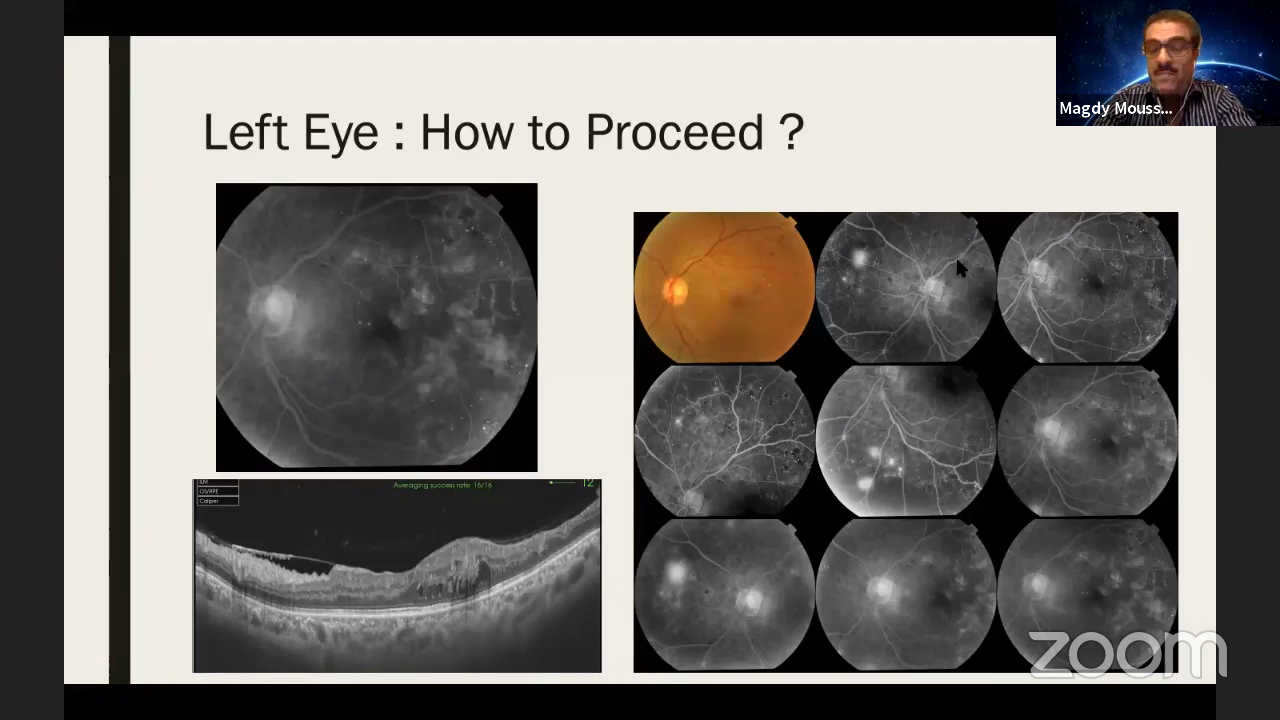 Magdy Mouss...
Left Eye : How to Proceed ?
ILM
OS/RPE
Caliper
Averaging success rate 16/16
12
zoom